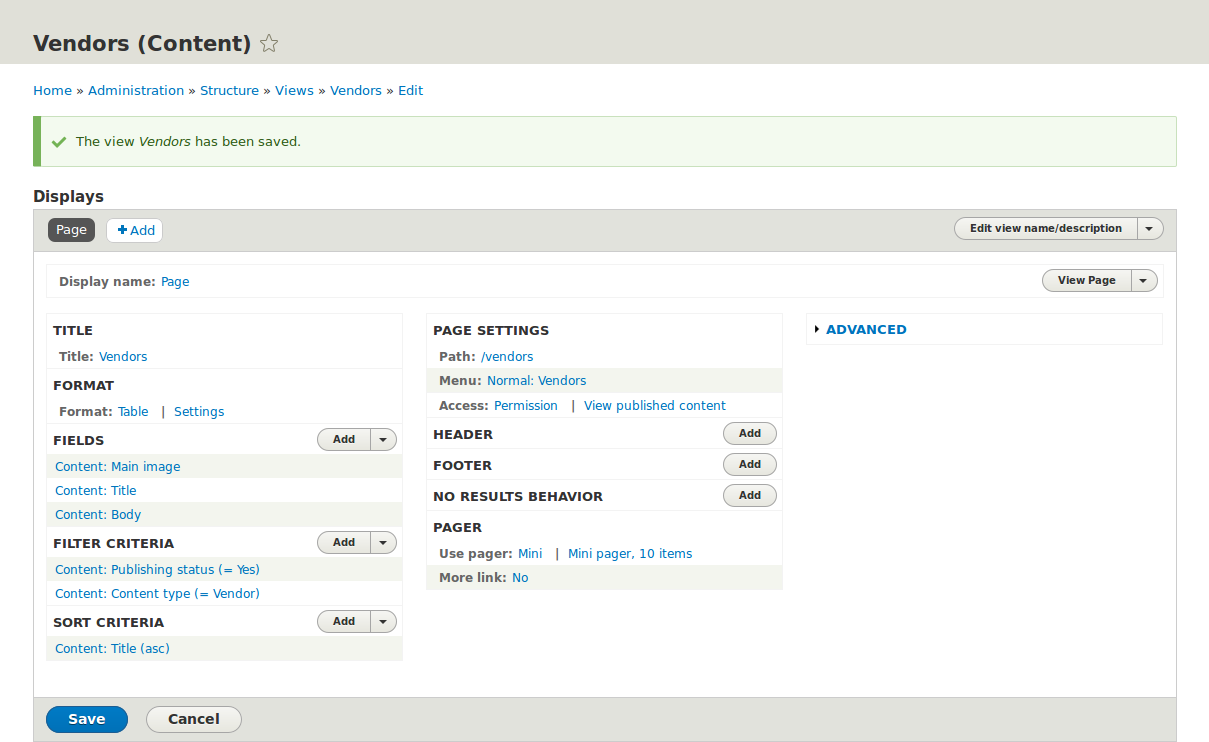 Vendors (Content)
Home » Administration » Structure » Views » Vendors » Edit
The view Vendors has been saved.
Displays
Page
Add
Edit view name/description
Display name: Page
View Page
TITLE
Title: Vendors
FORMAT
Format: Table | Settings
FIELDS
Add
Content: Main image
Content: Title
Content: Body
FILTER CRITERIA
Add
Content: Publishing status (= Yes)
Content: Content type (= Vendor)
SORT CRITERIA
Add
Content: Title (asc)
PAGE SETTINGS
Path: /vendors
Menu: Normal: Vendors
Access: Permission | View published content
HEADER
Add
FOOTER
Add
NO RESULTS BEHAVIOR
Add
PAGER
Use pager: Mini | Mini pager, 10 items
More link: No
ADVANCED
Save
Cancel